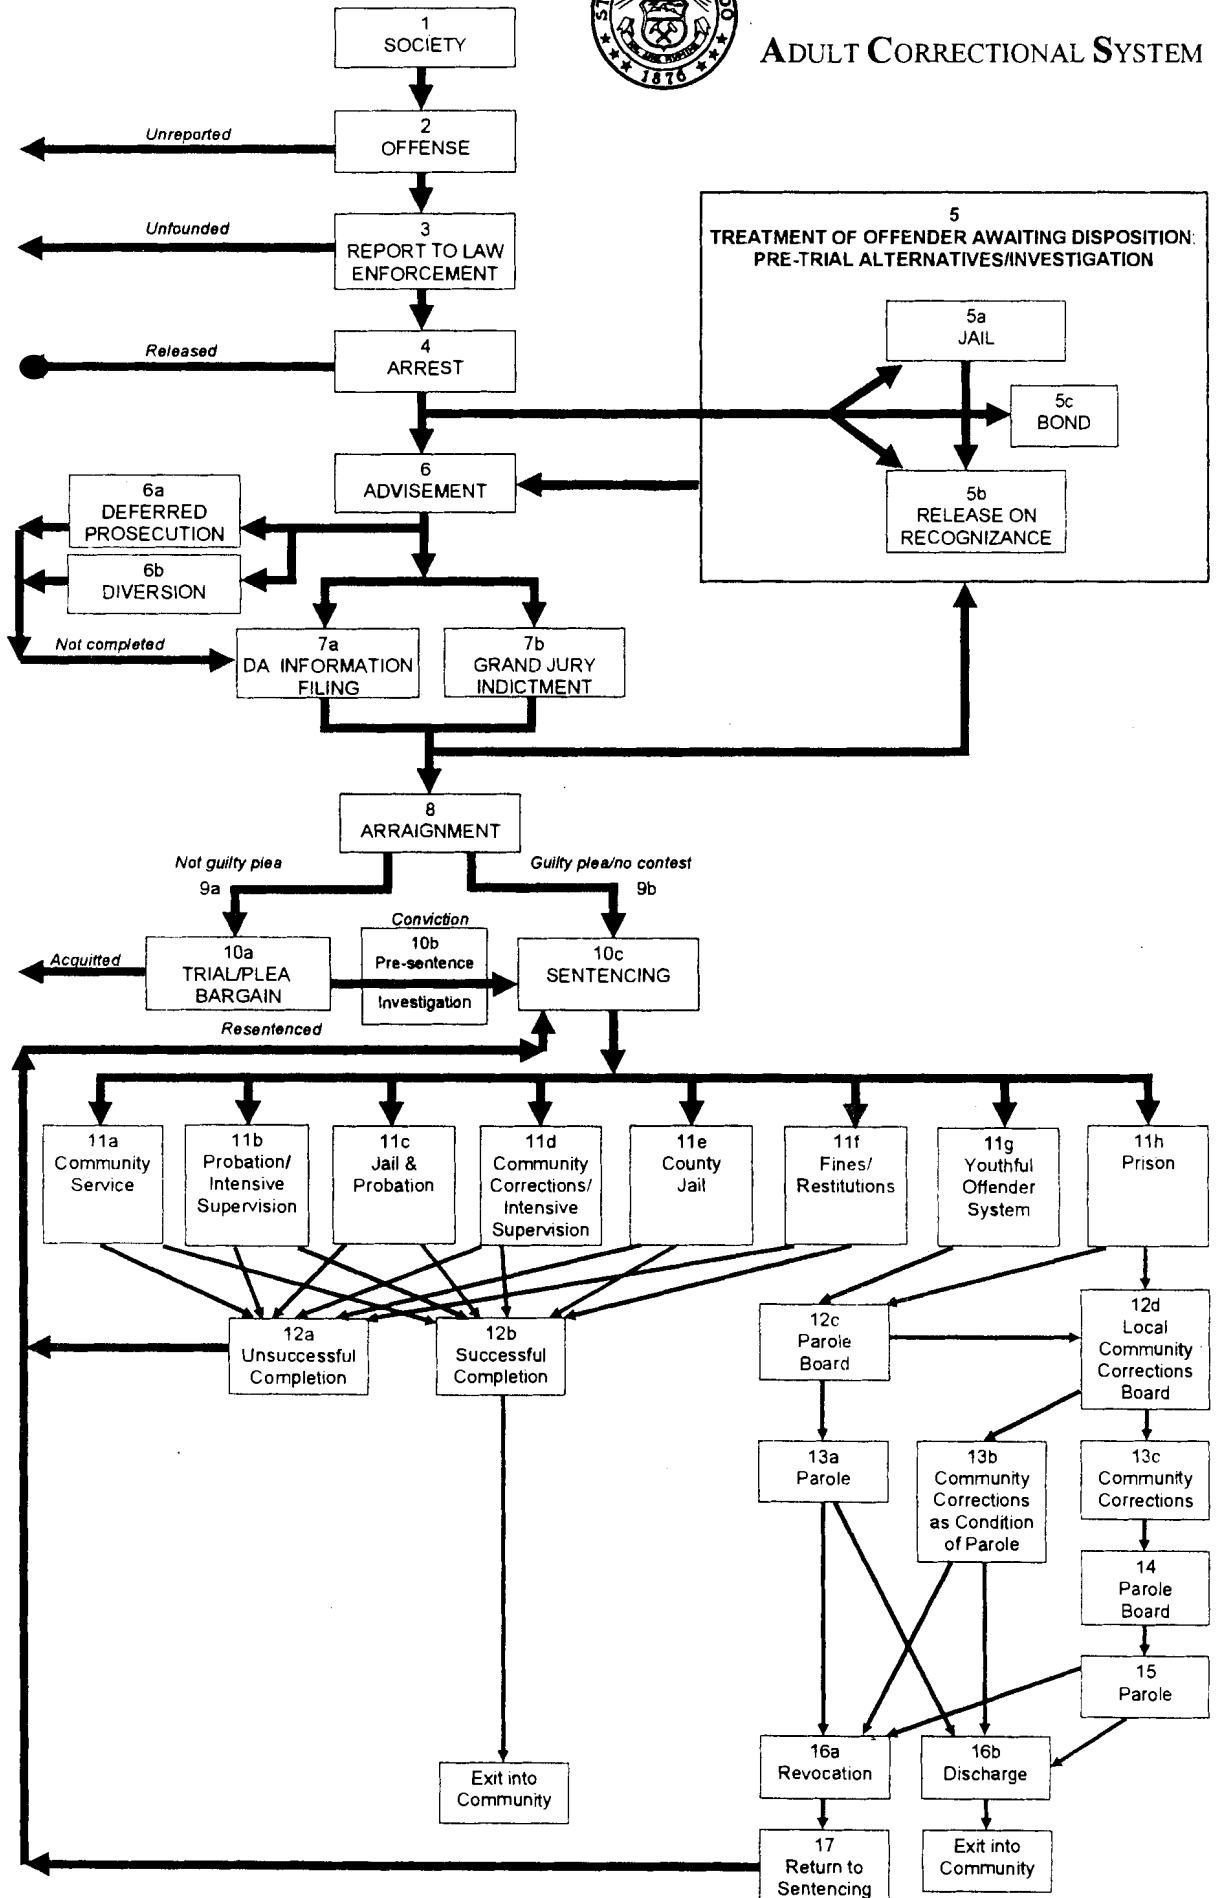 1
SOCIETY
1876
ADULT CORRECTIONAL SYSTEM
2
OFFENSE
Unreported
3
REPORT TO LAW
ENFORCEMENT
Unfounded
4
ARREST
Released
5
TREATMENT OF OFFENDER AWAITING DISPOSITION:
PRE-TRIAL ALTERNATIVES/INVESTIGATION
5a
JAIL
5c
BOND
5b
RELEASE ON
RECOGNIZANCE
6
ADVISEMENT
6a
DEFERRED
PROSECUTION
6b
DIVERSION
Not completed
7a
DA INFORMATION
FILING
7b
GRAND JURY
INDICTMENT
8
ARRAIGNMENT
Not guilty plea
9a
Guilty plea/no contest
9b
Acquitted
10a
TRIAL/PLEA
BARGAIN
Conviction
10b
Pre-sentence
Investigation
10c
SENTENCING
Resentenced
11a
Community
Service
11b
Probation/
Intensive
Supervision
11c
Jail &
Probation
11d
Community
Corrections/
Intensive
Supervision
11e
County
Jail
11f
Fines/
Restitutions
11g
Youthful
Offender
System
11h
Prison
12a
Unsuccessful
Completion
12b
Successful
Completion
12c
Parole
Board
12d
Local
Community
Corrections
Board
13a
Parole
13b
Community
Corrections
as Condition
of Parole
13c
Community
Corrections
14
Parole
Board
15
Parole
16a
Revocation
16b
Discharge
Exit into
Community
17
Return to
Sentencing
Exit into
Community